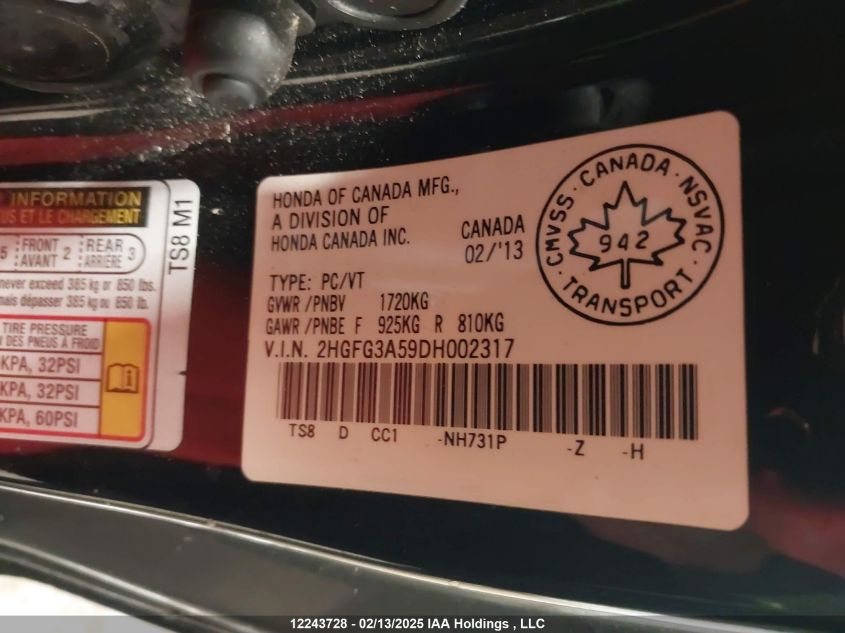 INFORMATION
US ET LE CHARGEMENT
5 FRONT AVANT 2 REAR ARRIÈRE 3
never exceed 385 kg or 850 lbs.
mais dépasser 385 kg ou 850 lb.
TIRE PRESSURE
N DES PNEUS À FROID
KPA, 32PSI
KPA, 32PSI
KPA, 60PSI
TS8 M1
HONDA OF CANADA MFG.,
A DIVISION OF
HONDA CANADA INC.
CANADA
02/'13
TYPE: PC/VT
GVWR/PNBV 1720KG
GAWR/PNBE F 925KG R 810KG
V.I.N. 2HGFG3A59DH002317
TS8 D CC1 -NH731P -Z -H
CMVSS · CANADA · NSVAC · TRANSPORT ·
942
12243728 - 02/13/2025 IAA Holdings , LLC